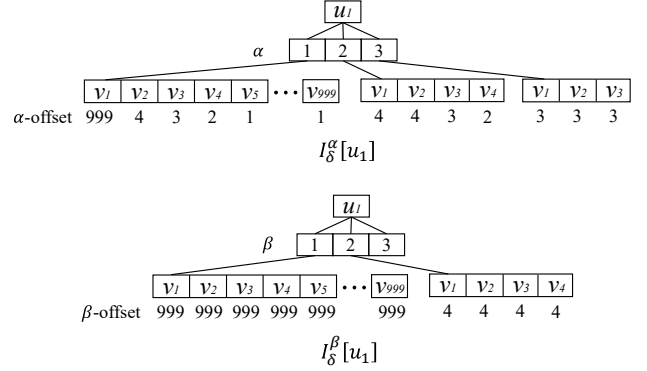 u1
α 1 2 3
v1 v2 v3 v4 v5 ··· v999 v1 v2 v3 v4 v1 v2 v3
α-offset 999 4 3 2 1 1 4 4 3 2 3 3 3
I_δ^α[u1]
u1
β 1 2 3
v1 v2 v3 v4 v5 ··· v999 v1 v2 v3 v4
β-offset 999 999 999 999 999 999 4 4 4 4
I_δ^β[u1]